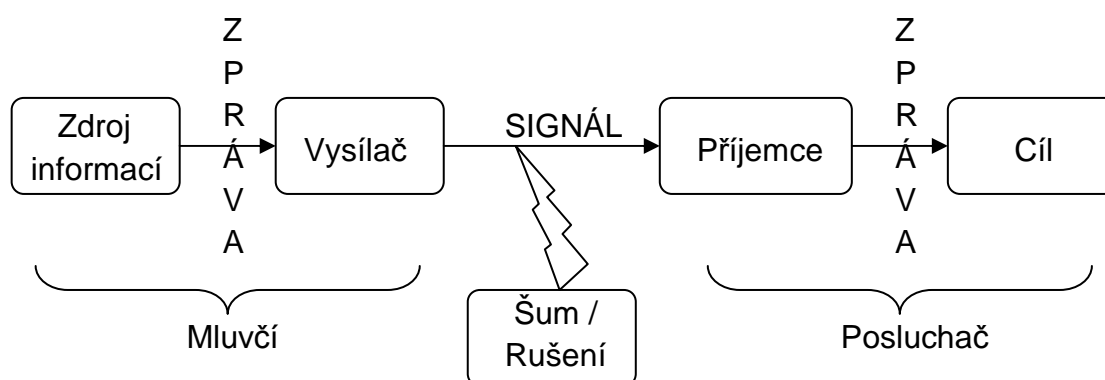 Z
P
R
Á
V
A
Z
P
R
Á
V
A
Zdroj
informací
Vysílač
SIGNÁL
Příjemce
Cíl
Mluvčí
Šum /
Rušení
Posluchač